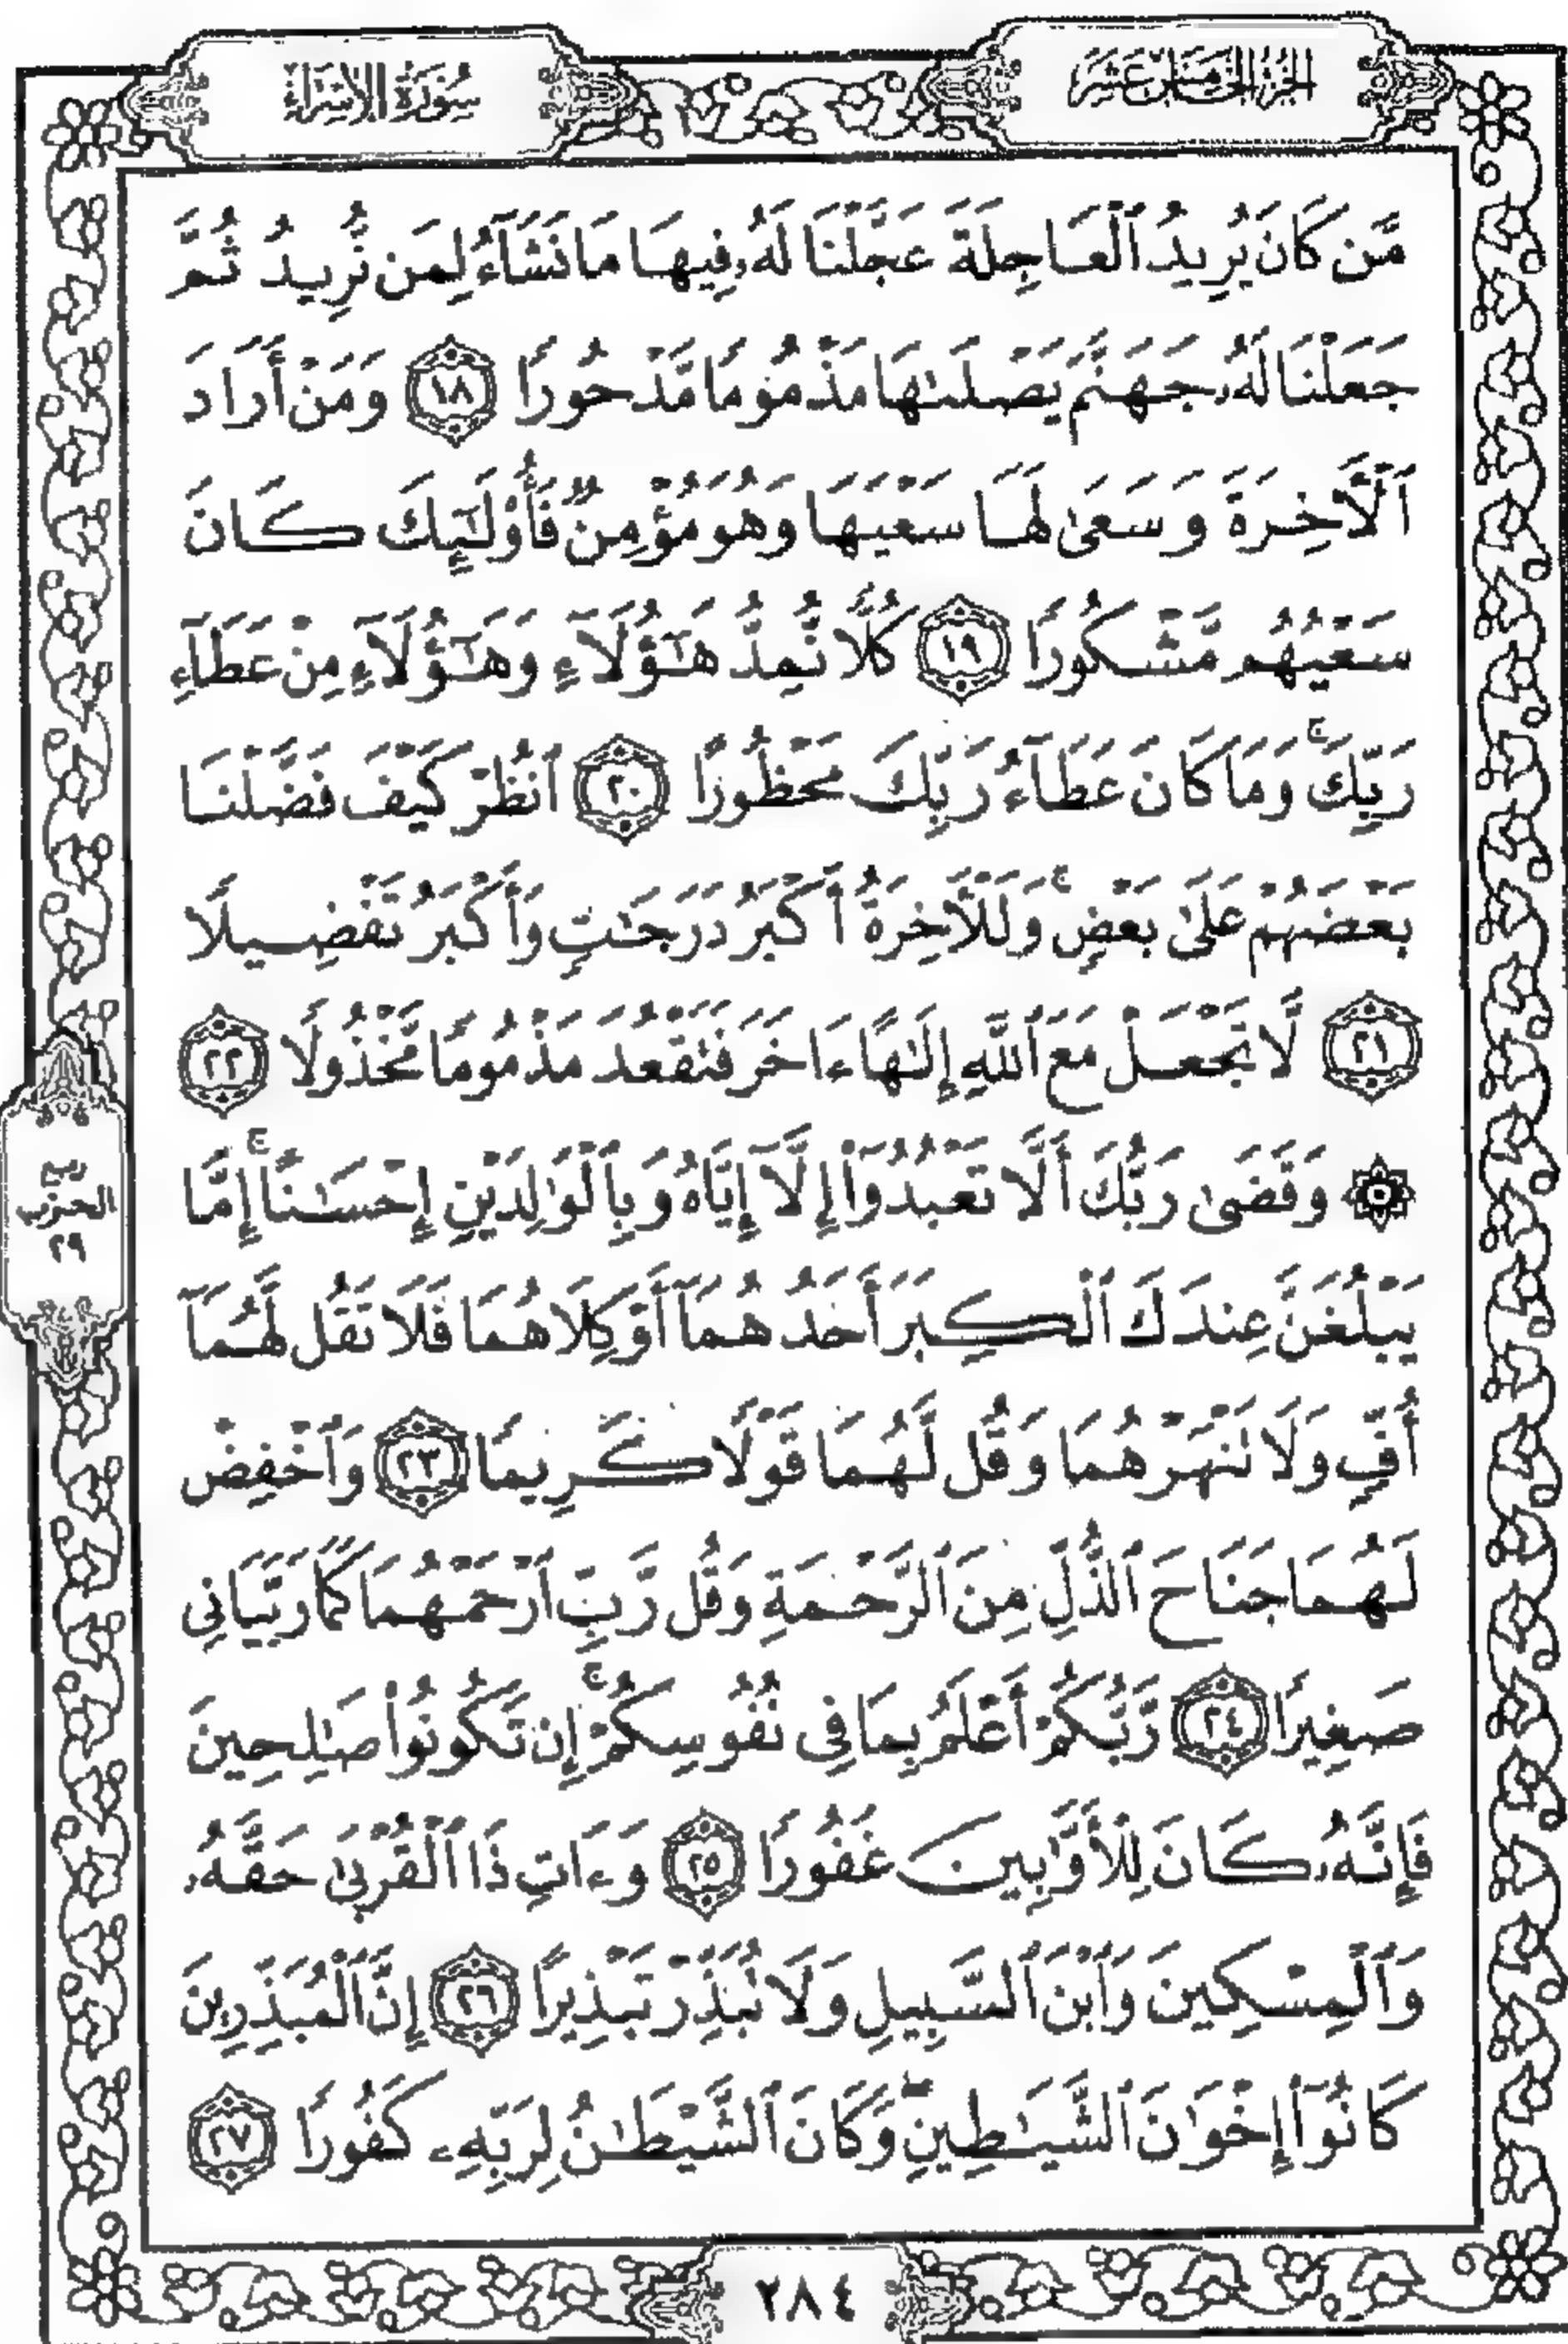 الجزء الخامس عشر
سورة الإسراء
مَّن كَانَ يُرِيدُ ٱلْعَاجِلَةَ عَجَّلْنَا لَهُۥ فِيهَا مَا نَشَآءُ لِمَن نُّرِيدُ ثُمَّ
جَعَلْنَا لَهُۥ جَهَنَّمَ يَصْلَىٰهَا مَذْمُومًا مَّدْحُورًا ١٨ وَمَنْ أَرَادَ
ٱلْـَٔاخِرَةَ وَسَعَىٰ لَهَا سَعْيَهَا وَهُوَ مُؤْمِنٌ فَأُو۟لَـٰٓئِكَ كَانَ
سَعْيُهُم مَّشْكُورًا ١٩ كُلًّا نُّمِدُّ هَـٰٓؤُلَآءِ وَهَـٰٓؤُلَآءِ مِنْ عَطَآءِ
رَبِّكَ ۚ وَمَا كَانَ عَطَآءُ رَبِّكَ مَحْظُورًا ٢٠ ٱنظُرْ كَيْفَ فَضَّلْنَا
بَعْضَهُمْ عَلَىٰ بَعْضٍ ۚ وَلَلْـَٔاخِرَةُ أَكْبَرُ دَرَجَـٰتٍ وَأَكْبَرُ تَفْضِيلًا
٢١ لَّا تَجْعَلْ مَعَ ٱللَّهِ إِلَـٰهًا ءَاخَرَ فَتَقْعُدَ مَذْمُومًا مَّخْذُولًا ٢٢
۞ وَقَضَىٰ رَبُّكَ أَلَّا تَعْبُدُوٓا۟ إِلَّآ إِيَّاهُ وَبِٱلْوَٰلِدَيْنِ إِحْسَـٰنًا ۚ إِمَّا
يَبْلُغَنَّ عِندَكَ ٱلْكِبَرَ أَحَدُهُمَآ أَوْ كِلَاهُمَا فَلَا تَقُل لَّهُمَآ
أُفٍّ وَلَا تَنْهَرْهُمَا وَقُل لَّهُمَا قَوْلًا كَرِيمًا ٢٣ وَٱخْفِضْ
لَهُمَا جَنَاحَ ٱلذُّلِّ مِنَ ٱلرَّحْمَةِ وَقُل رَّبِّ ٱرْحَمْهُمَا كَمَا رَبَّيَانِى
صَغِيرًا ٢٤ رَّبُّكُمْ أَعْلَمُ بِمَا فِى نُفُوسِكُمْ ۚ إِن تَكُونُوا۟ صَـٰلِحِينَ
فَإِنَّهُۥ كَانَ لِلْأَوَّٰبِينَ غَفُورًا ٢٥ وَءَاتِ ذَا ٱلْقُرْبَىٰ حَقَّهُۥ
وَٱلْمِسْكِينَ وَٱبْنَ ٱلسَّبِيلِ وَلَا تُبَذِّرْ تَبْذِيرًا ٢٦ إِنَّ ٱلْمُبَذِّرِينَ
كَانُوٓا۟ إِخْوَٰنَ ٱلشَّيَـٰطِينِ ۖ وَكَانَ ٱلشَّيْطَـٰنُ لِرَبِّهِۦ كَفُورًا ٢٧
ربع
الحزب
٢٩
٢٨٤